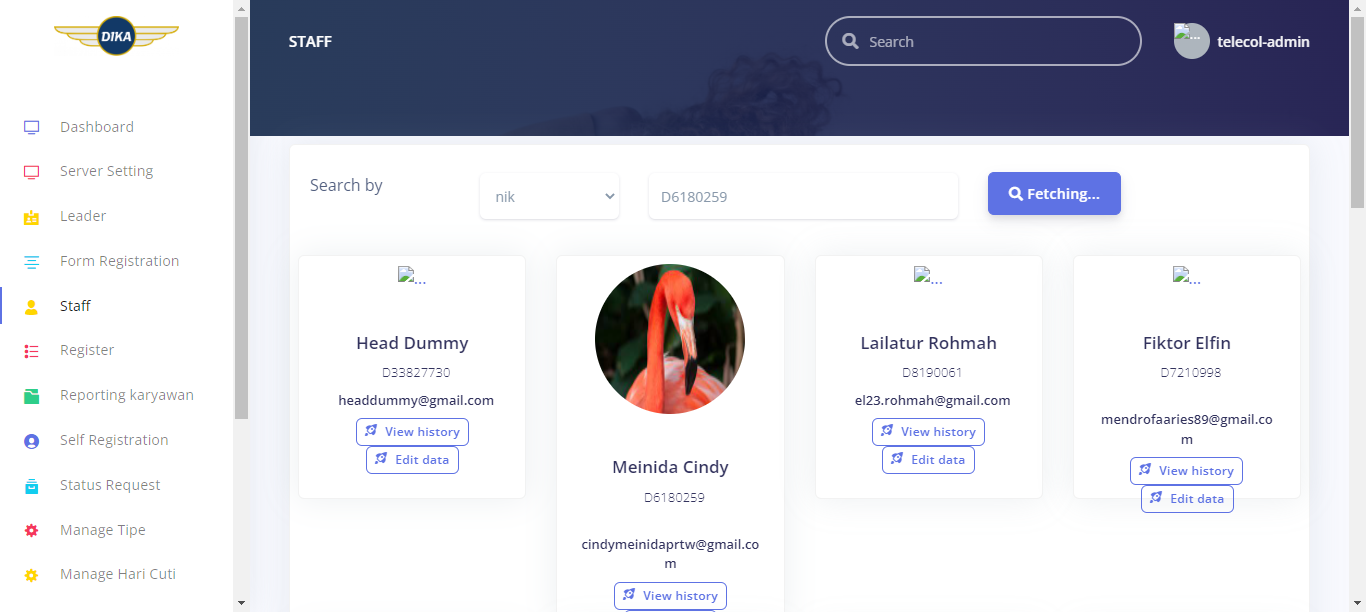 DIKA
STAFF
Search
...
telecol-admin
Dashboard
Server Setting
Leader
Form Registration
Staff
Register
Reporting karyawan
Self Registration
Status Request
Manage Tipe
Manage Hari Cuti
Search by
nik
D6180259
Fetching...
...
Head Dummy
D33827730
headdummy@gmail.com
View history
Edit data
Meinida Cindy
D6180259
cindymeinidaprtw@gmail.co
m
View history
...
Lailatur Rohmah
D8190061
el23.rohmah@gmail.com
View history
Edit data
...
Fiktor Elfin
D7210998
mendrofaaries89@gmail.co
m
View history
Edit data